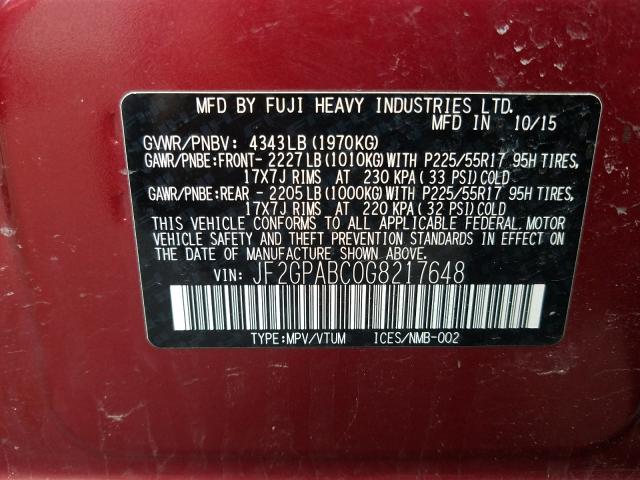 MFD BY FUJI HEAVY INDUSTRIES LTD.
MFD IN 10/15
GVWR/PNBV: 4343LB(1970KG)
GAWR/PNBE:FRONT- 2227LB(1010KG)WITH P225/55R17 95H TIRES,
17X7J RIMS AT 230 KPA( 33 PSI)COLD
GAWR/PNBE:REAR - 2205LB(1000KG)WITH P225/55R17 95H TIRES,
17X7J RIMS AT 220 KPA( 32 PSI)COLD
THIS VEHICLE CONFORMS TO ALL APPLICABLE FEDERAL MOTOR
VEHICLE SAFETY AND THEFT PREVENTION STANDARDS IN EFFECT ON
THE DATE OF MANUFACTURE SHOWN ABOVE.
VIN: JF2GPABC0G8217648
TYPE:MPV/VTUM ICES/NMB-002